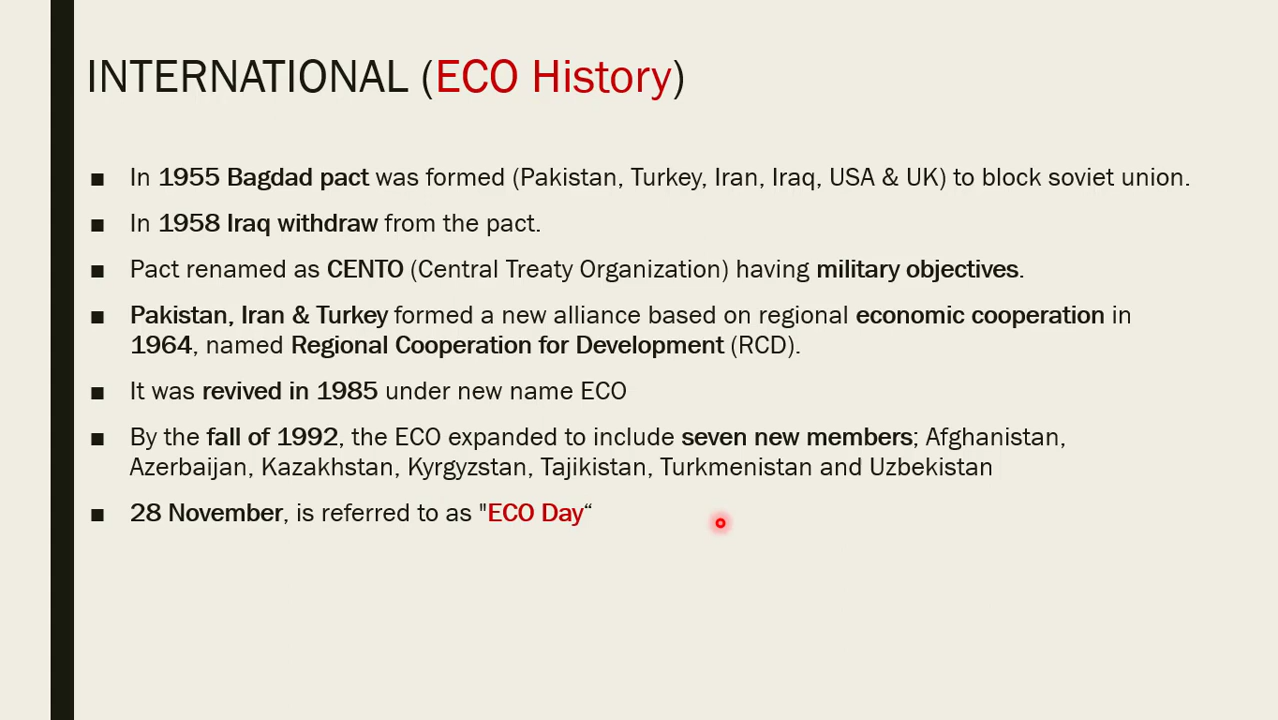 INTERNATIONAL (ECO History)
■ In 1955 Bagdad pact was formed (Pakistan, Turkey, Iran, Iraq, USA & UK) to block soviet union.
■ In 1958 Iraq withdraw from the pact.
■ Pact renamed as CENTO (Central Treaty Organization) having military objectives.
■ Pakistan, Iran & Turkey formed a new alliance based on regional economic cooperation in
1964, named Regional Cooperation for Development (RCD).
■ It was revived in 1985 under new name ECO
■ By the fall of 1992, the ECO expanded to include seven new members; Afghanistan,
Azerbaijan, Kazakhstan, Kyrgyzstan, Tajikistan, Turkmenistan and Uzbekistan
■ 28 November, is referred to as "ECO Day“